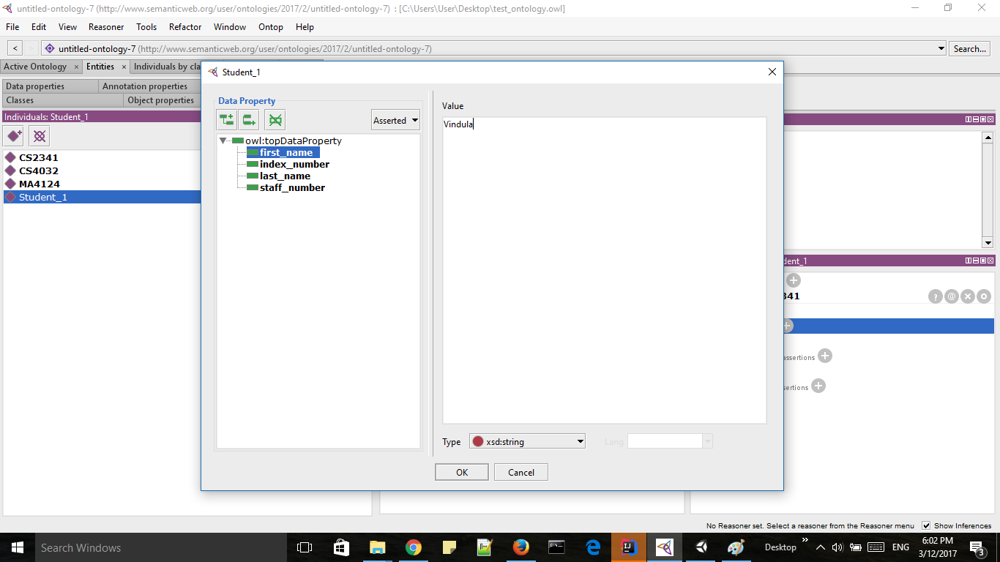 untitled-ontology-7 (http://www.semanticweb.org/user/ontologies/2017/2/untitled-ontology-7) : [C:\Users\User\Desktop\test_ontology.owl]
File Edit View Reasoner Tools Refactor Window Ontop Help
< > untitled-ontology-7 (http://www.semanticweb.org/user/ontologies/2017/2/untitled-ontology-7) Search...
Active Ontology × Entities × Individuals by cla
Student_1
Data properties Annotation properties
Classes Object properties
Individuals: Student_1
CS2341
CS4032
MA4124
Student_1
Data Property
Asserted
owl:topDataProperty
first_name
index_number
last_name
staff_number
Value
Vindula
Type xsd:string Lang
OK Cancel
dent_1
341
? @ × o
assertions
sertions
No Reasoner set. Select a reasoner from the Reasoner menu Show Inferences
Search Windows
IJ
Desktop » ENG
6:02 PM
3/12/2017
3